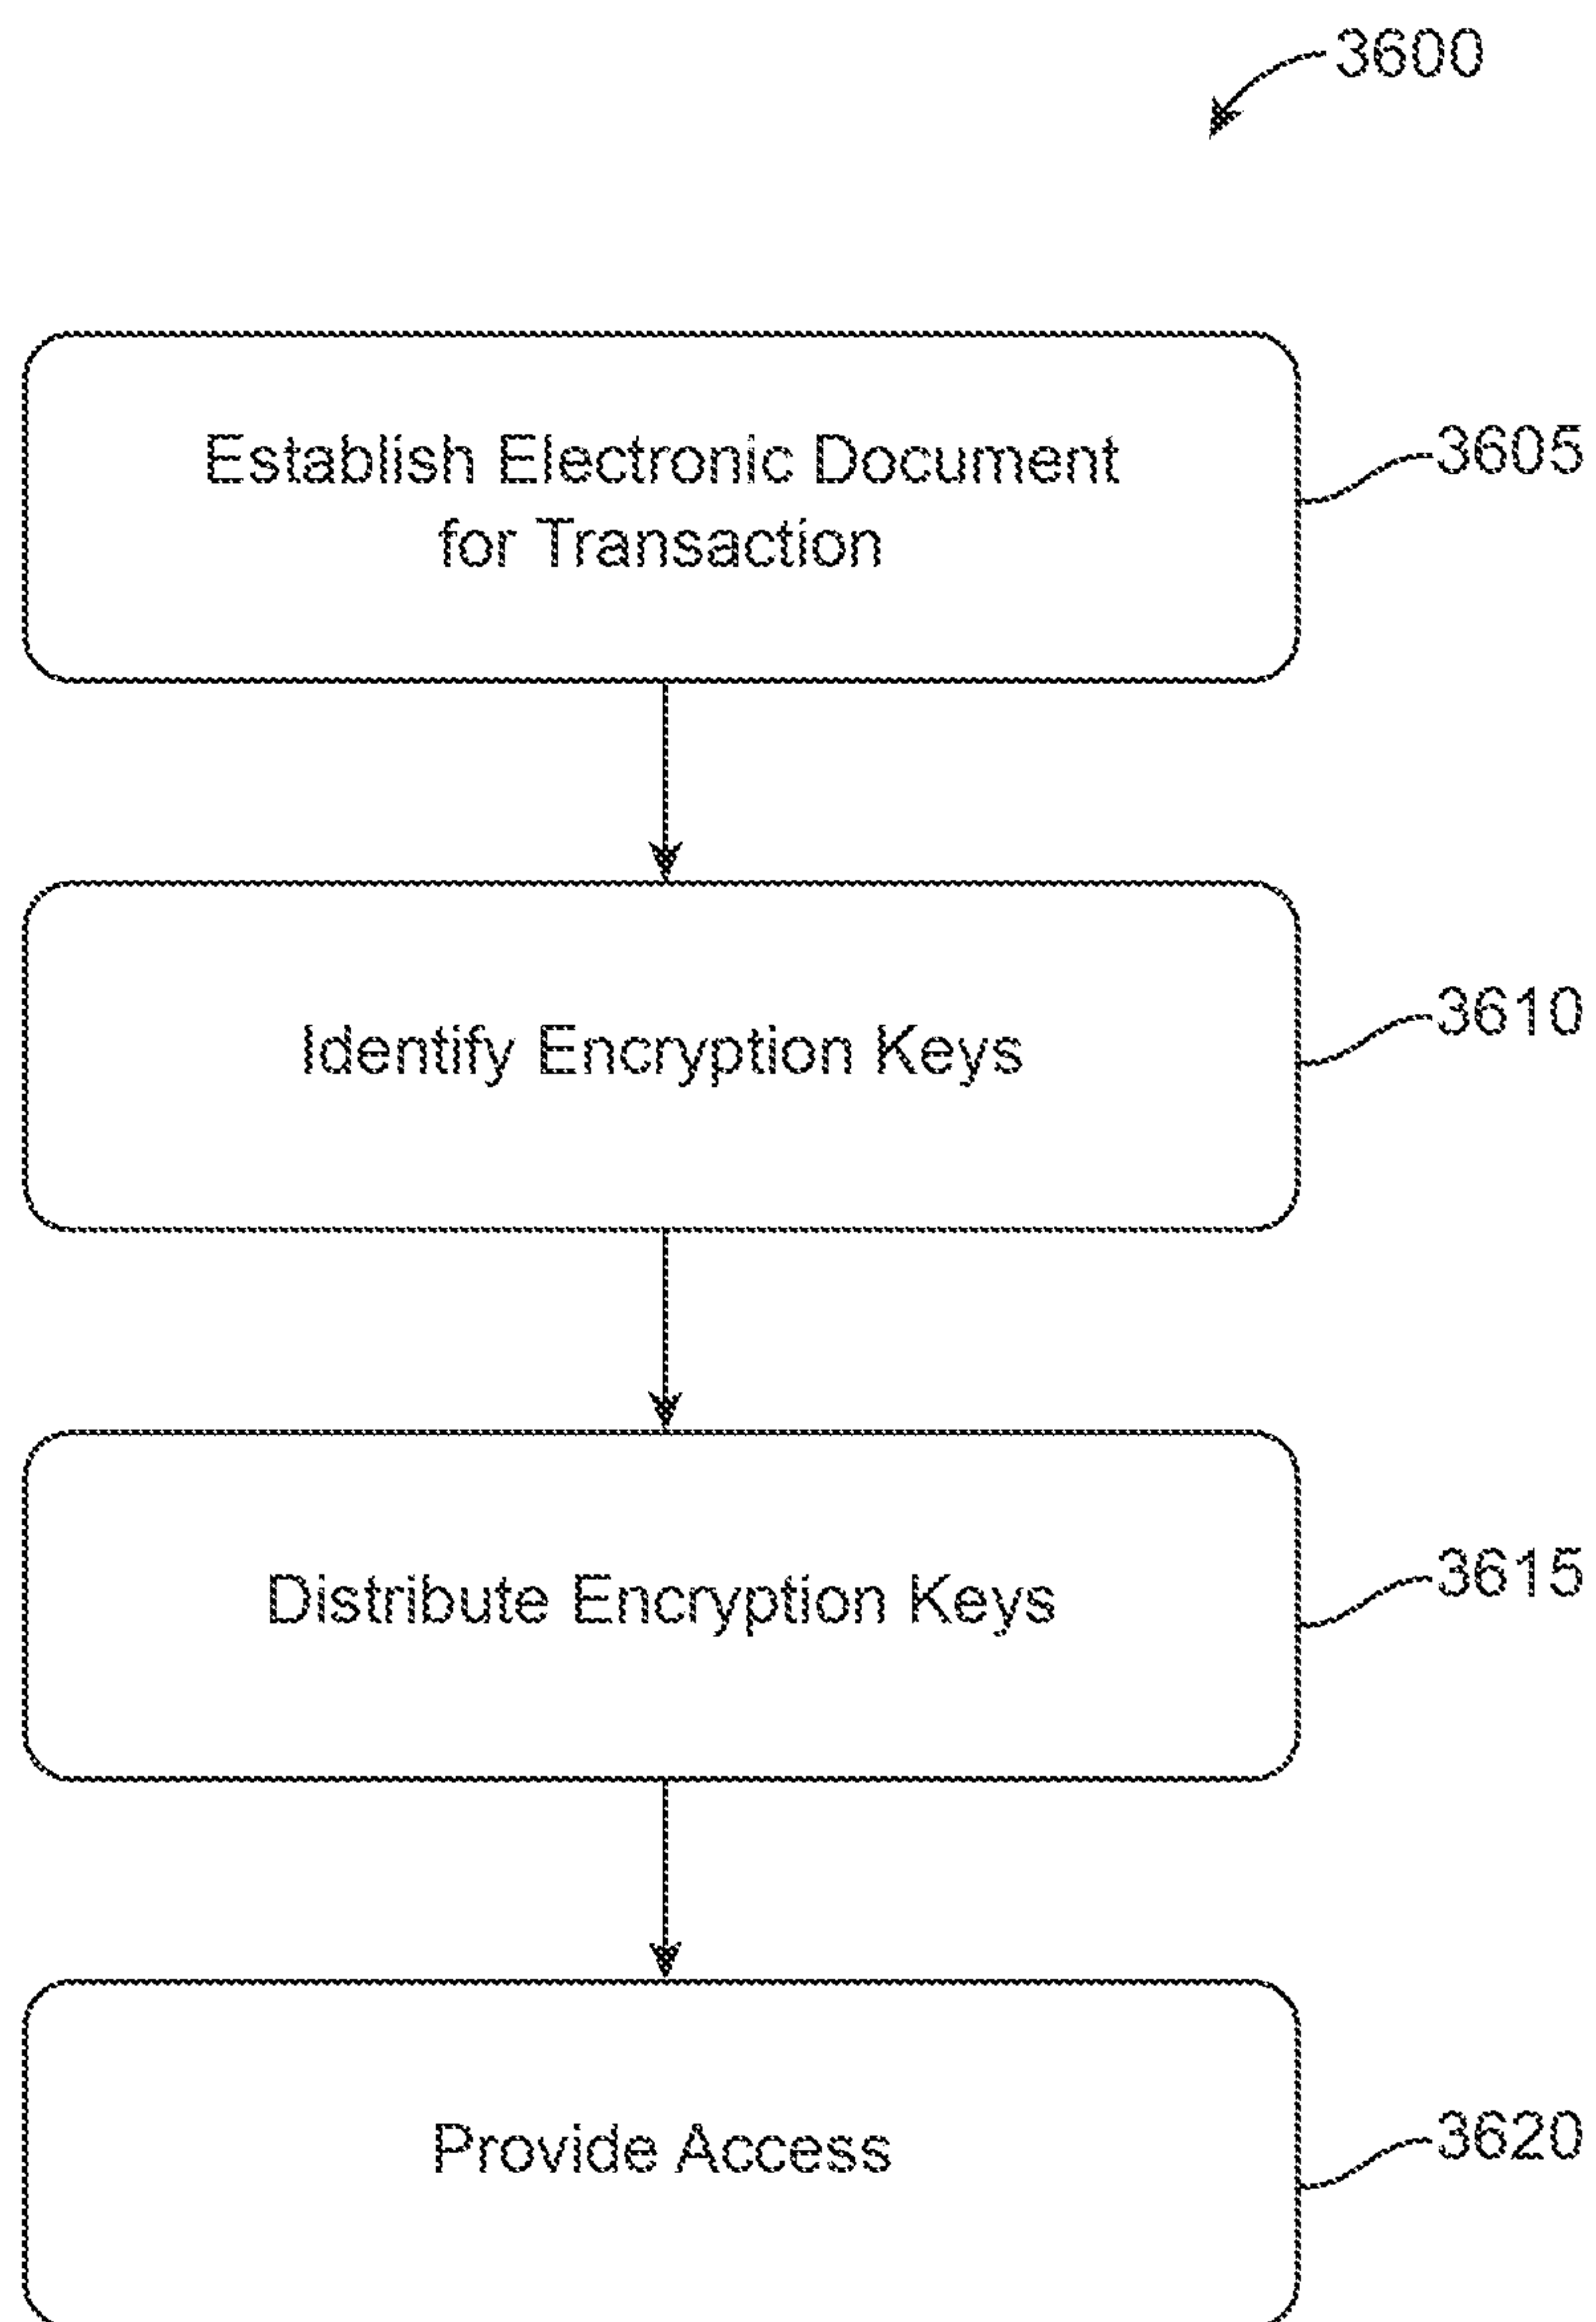 3600
Establish Electronic Document
for Transaction
3605
Identify Encryption Keys
3610
Distribute Encryption Keys
3615
Provide Access
3620